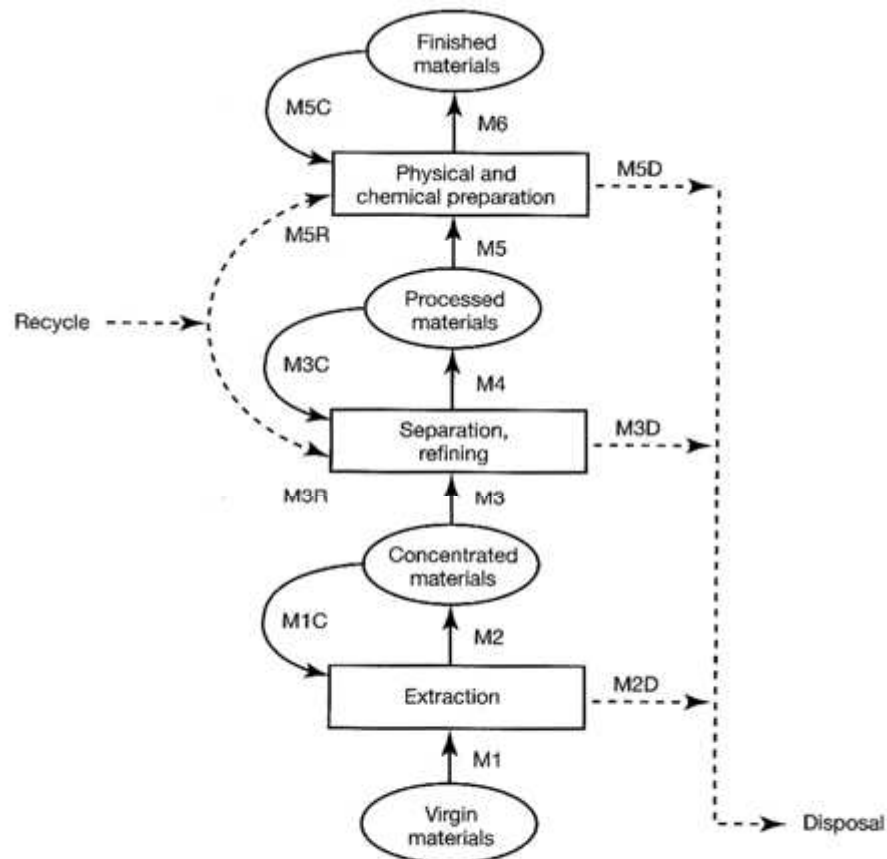 Finished
materials
M5C
M6
Physical and
chemical preparation
M5D
M5R
M5
Recycle
Processed
materials
M3C
M4
Separation,
refining
M3D
M3R
M3
Concentrated
materials
M1C
M2
Extraction
M2D
M1
Virgin
materials
Disposal